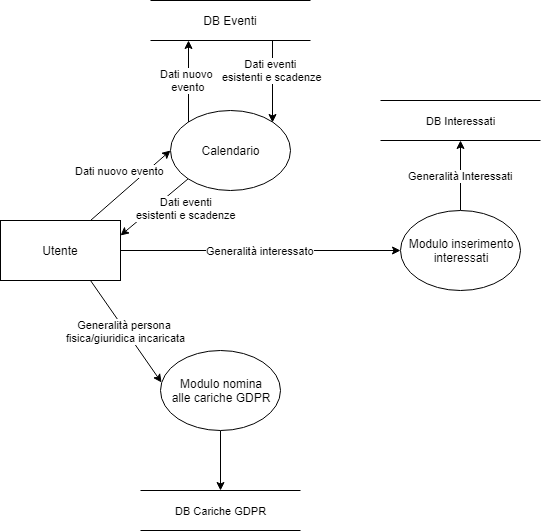 DB Eventi
Dati nuovo
evento
Dati eventi
esistenti e scadenze
DB Interessati
Calendario
Dati nuovo evento
Generalità Interessati
Dati eventi
esistenti e scadenze
Utente
Generalità interessato
Modulo inserimento
interessati
Generalità persona
fisica/giuridica incaricata
Modulo nomina
alle cariche GDPR
DB Cariche GDPR